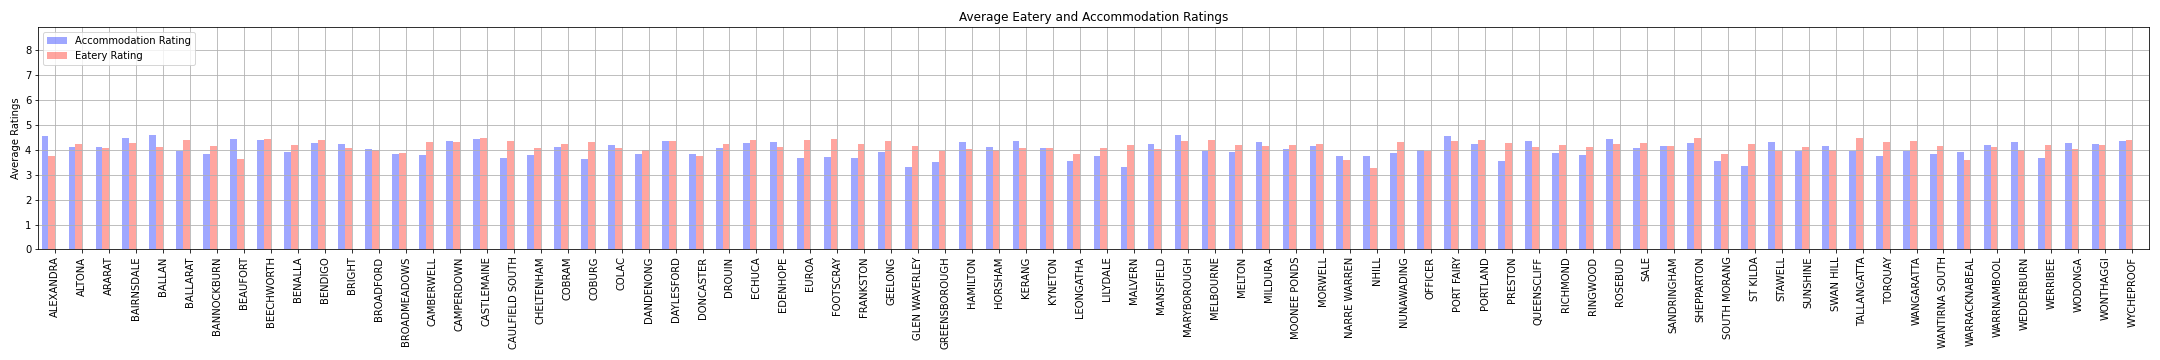 Average Eatery and Accommodation Ratings
Accommodation Rating
Eatery Rating
Average Ratings
8
7
6
5
4
3
2
1
0
ALEXANDRA
ALTONA
ARARAT
BAIRNSDALE
BALLAN
BALLARAT
BANNOCKBURN
BEAUFORT
BEECHWORTH
BENALLA
BENDIGO
BRIGHT
BROADFORD
BROADMEADOWS
CAMBERWELL
CAMPERDOWN
CASTLEMAINE
CAULFIELD SOUTH
CHELTENHAM
COBRAM
COBURG
COLAC
DANDENONG
DAYLESFORD
DONCASTER
DROUIN
ECHUCA
EDENHOPE
EUROA
FOOTSCRAY
FRANKSTON
GEELONG
GLEN WAVERLEY
GREENSBOROUGH
HAMILTON
HORSHAM
KERANG
KYNETON
LEONGATHA
LILYDALE
MALVERN
MANSFIELD
MARYBOROUGH
MELBOURNE
MELTON
MILDURA
MOONEE PONDS
MORWELL
NARRE WARREN
NHILL
NUNAWADING
OFFICER
PORT FAIRY
PORTLAND
PRESTON
QUEENSCLIFF
RICHMOND
RINGWOOD
ROSEBUD
SALE
SANDRINGHAM
SHEPPARTON
SOUTH MORANG
ST KILDA
STAWELL
SUNSHINE
SWAN HILL
TALLANGATTA
TORQUAY
WANGARATTA
WANTIRNA SOUTH
WARRACKNABEAL
WARRNAMBOOL
WEDDERBURN
WERRIBEE
WODONGA
WONTHAGGI
WYCHEPROOF